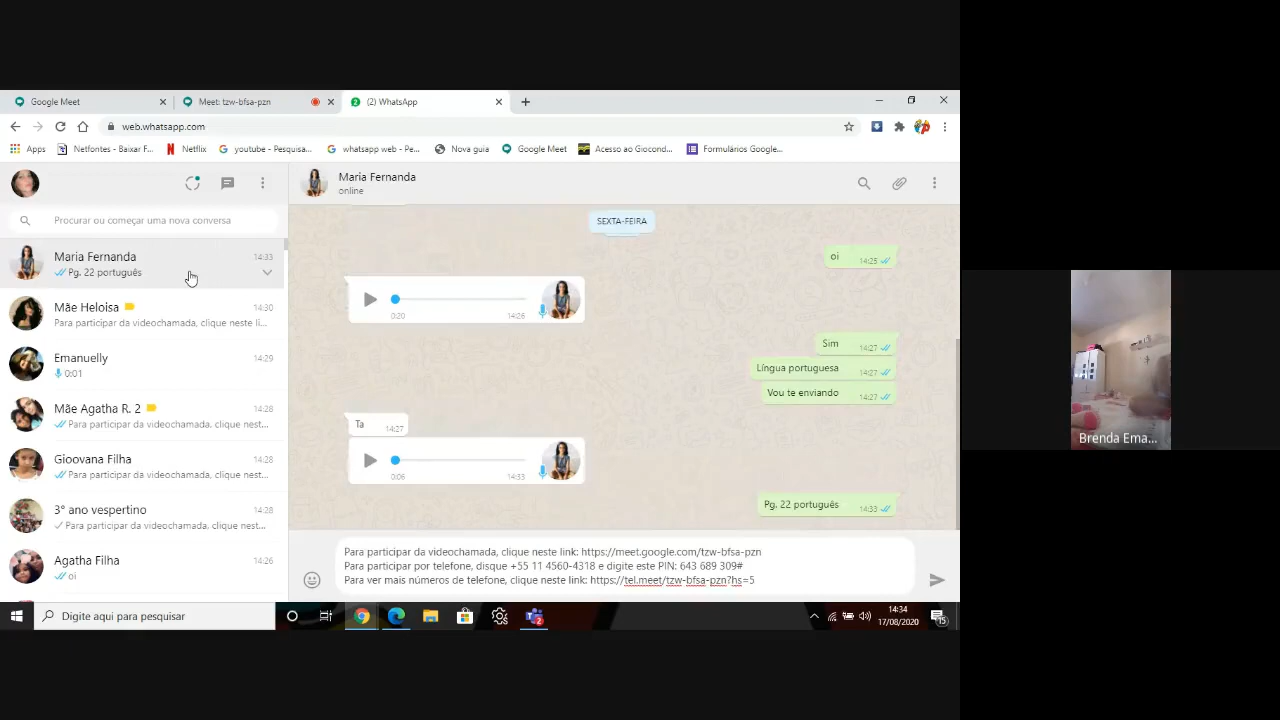 Google Meet
Meet: tzw-bfsa-pzn
(2) WhatsApp
web.whatsapp.com
Apps
Netfontes - Baixar F...
Netflix
youtube - Pesquisa...
whatsapp web - Pe...
Nova guia
Google Meet
Acesso ao Giocond...
Formulários Google...
Procurar ou começar uma nova conversa
Maria Fernanda
14:33
Pg. 22 português
Mãe Heloisa
14:30
Para participar da videochamada, clique neste li...
Emanuelly
14:29
0:01
Mãe Agatha R. 2
14:28
Para participar da videochamada, clique nest...
Gioovana Filha
14:28
Para participar da videochamada, clique nest...
3° ano vespertino
14:28
Para participar da videochamada, clique nest...
Agatha Filha
14:26
oi
Maria Fernanda
online
SEXTA-FEIRA
oi
14:25
0:20
14:26
Sim
14:27
Língua portuguesa
14:27
Vou te enviando
14:27
Ta
14:27
0:06
14:33
Pg. 22 português
14:33
Para participar da videochamada, clique neste link: https://meet.google.com/tzw-bfsa-pzn
Para participar por telefone, disque +55 11 4560-4318 e digite este PIN: 643 689 309#
Para ver mais números de telefone, clique neste link: https://tel.meet/tzw-bfsa-pzn?hs=5
Digite aqui para pesquisar
14:34
17/08/2020
15
Brenda Ema...